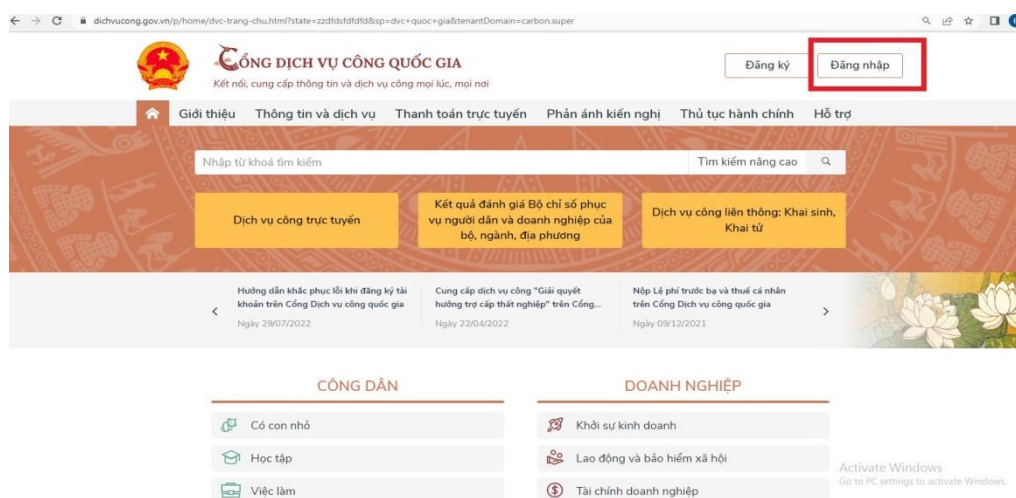 dichvucong.gov.vn/p/home/dvc-trang-chu.html?state=zzdfdsfdfdfd&sp=dvc+quoc+gia&tenantDomain=carbon.super
CỔNG DỊCH VỤ CÔNG QUỐC GIA
Kết nối, cung cấp thông tin và dịch vụ công mọi lúc, mọi nơi
Đăng ký
Đăng nhập
Giới thiệu
Thông tin và dịch vụ
Thanh toán trực tuyến
Phản ánh kiến nghị
Thủ tục hành chính
Hỗ trợ
Nhập từ khoá tìm kiếm
Tìm kiếm nâng cao
Dịch vụ công trực tuyến
Kết quả đánh giá Bộ chỉ số phục
vụ người dân và doanh nghiệp của
bộ, ngành, địa phương
Dịch vụ công liên thông: Khai sinh,
Khai tử
Hướng dẫn khắc phục lỗi khi đăng ký tài
khoản trên Cổng Dịch vụ công quốc gia
Ngày 29/07/2022
Cung cấp dịch vụ công "Giải quyết
hưởng trợ cấp thất nghiệp" trên Cổng...
Ngày 22/04/2022
Nộp Lệ phí trước bạ và thuế cá nhân
trên Cổng Dịch vụ công quốc gia
Ngày 09/12/2021
CÔNG DÂN
Có con nhỏ
Học tập
Việc làm
DOANH NGHIỆP
Khởi sự kinh doanh
Lao động và bảo hiểm xã hội
Tài chính doanh nghiệp
Activate Windows
Go to PC settings to activate Windows.